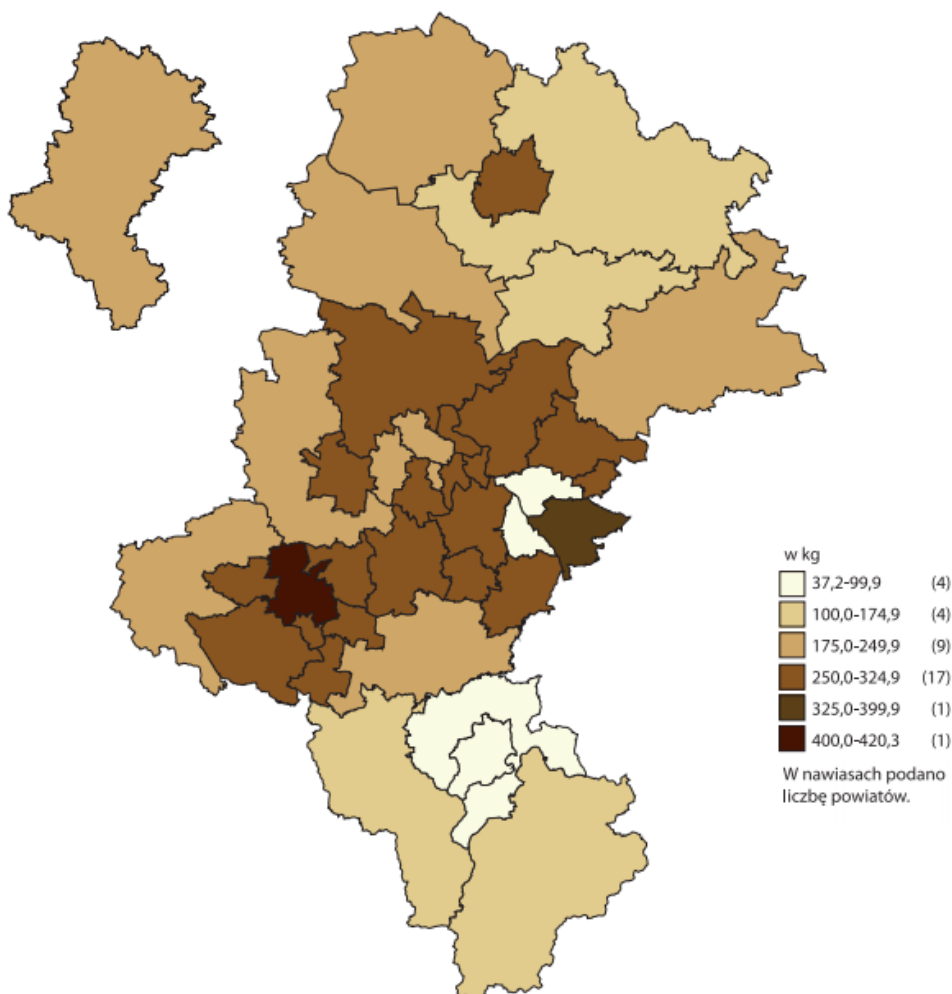 w kg
37,2-99,9 (4)
100,0-174,9 (4)
175,0-249,9 (9)
250,0-324,9 (17)
325,0-399,9 (1)
400,0-420,3 (1)
W nawiasach podano
liczbę powiatów.